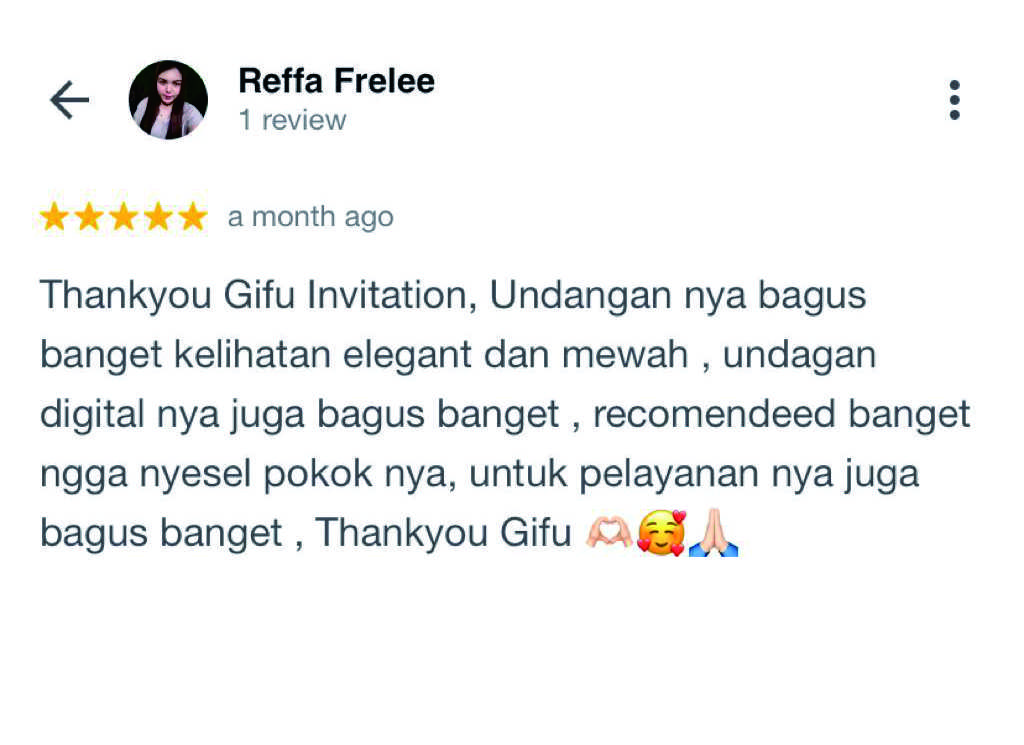 Reffa Frelee
1 review
a month ago
Thankyou Gifu Invitation, Undangan nya bagus
banget kelihatan elegant dan mewah , undagan
digital nya juga bagus banget , recomendeed banget
ngga nyesel pokok nya, untuk pelayanan nya juga
bagus banget , Thankyou Gifu 🫶🏻🥰🙏🏻